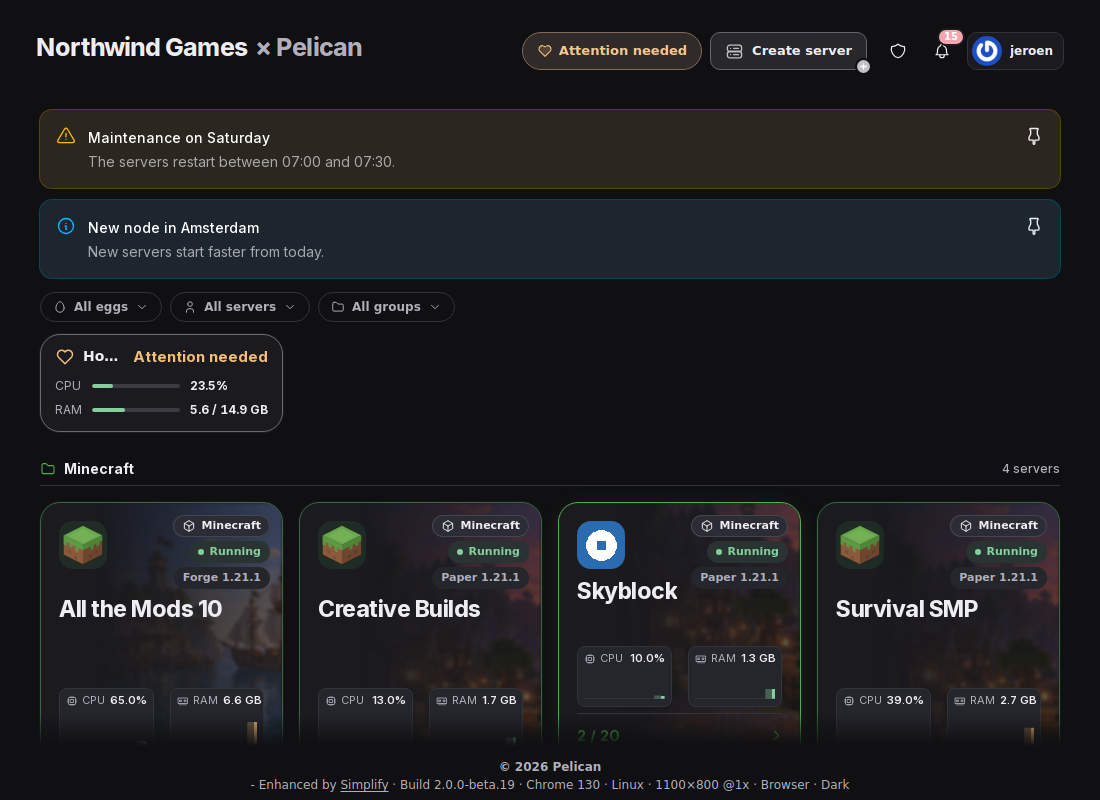 Northwind Games × Pelican
Attention needed
Create server
15
jeroen
Maintenance on Saturday
The servers restart between 07:00 and 07:30.
New node in Amsterdam
New servers start faster from today.
All eggs
All servers
All groups
Ho... Attention needed
CPU 23.5%
RAM 5.6 / 14.9 GB
Minecraft
4 servers
Minecraft
Running
Forge 1.21.1
All the Mods 10
CPU 65.0%
RAM 6.6 GB
Minecraft
Running
Paper 1.21.1
Creative Builds
CPU 13.0%
RAM 1.7 GB
Minecraft
Running
Paper 1.21.1
Skyblock
CPU 10.0%
RAM 1.3 GB
2 / 20
Minecraft
Running
Paper 1.21.1
Survival SMP
CPU 39.0%
RAM 2.7 GB
© 2026 Pelican
- Enhanced by Simplify · Build 2.0.0-beta.19 · Chrome 130 · Linux · 1100×800 @1x · Browser · Dark